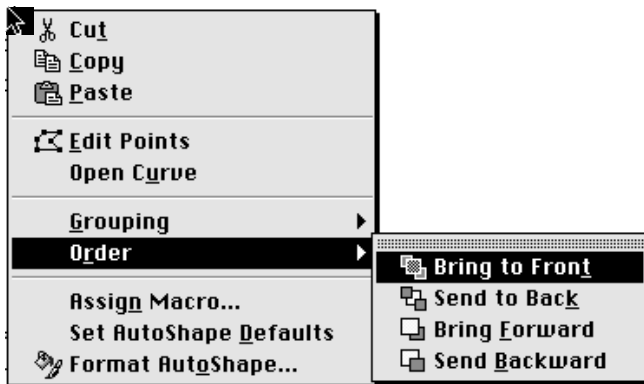 Cut
Copy
Paste
Edit Points
Open Curve
Grouping
Order
Assign Macro...
Set AutoShape Defaults
Format AutoShape...
Bring to Front
Send to Back
Bring Forward
Send Backward